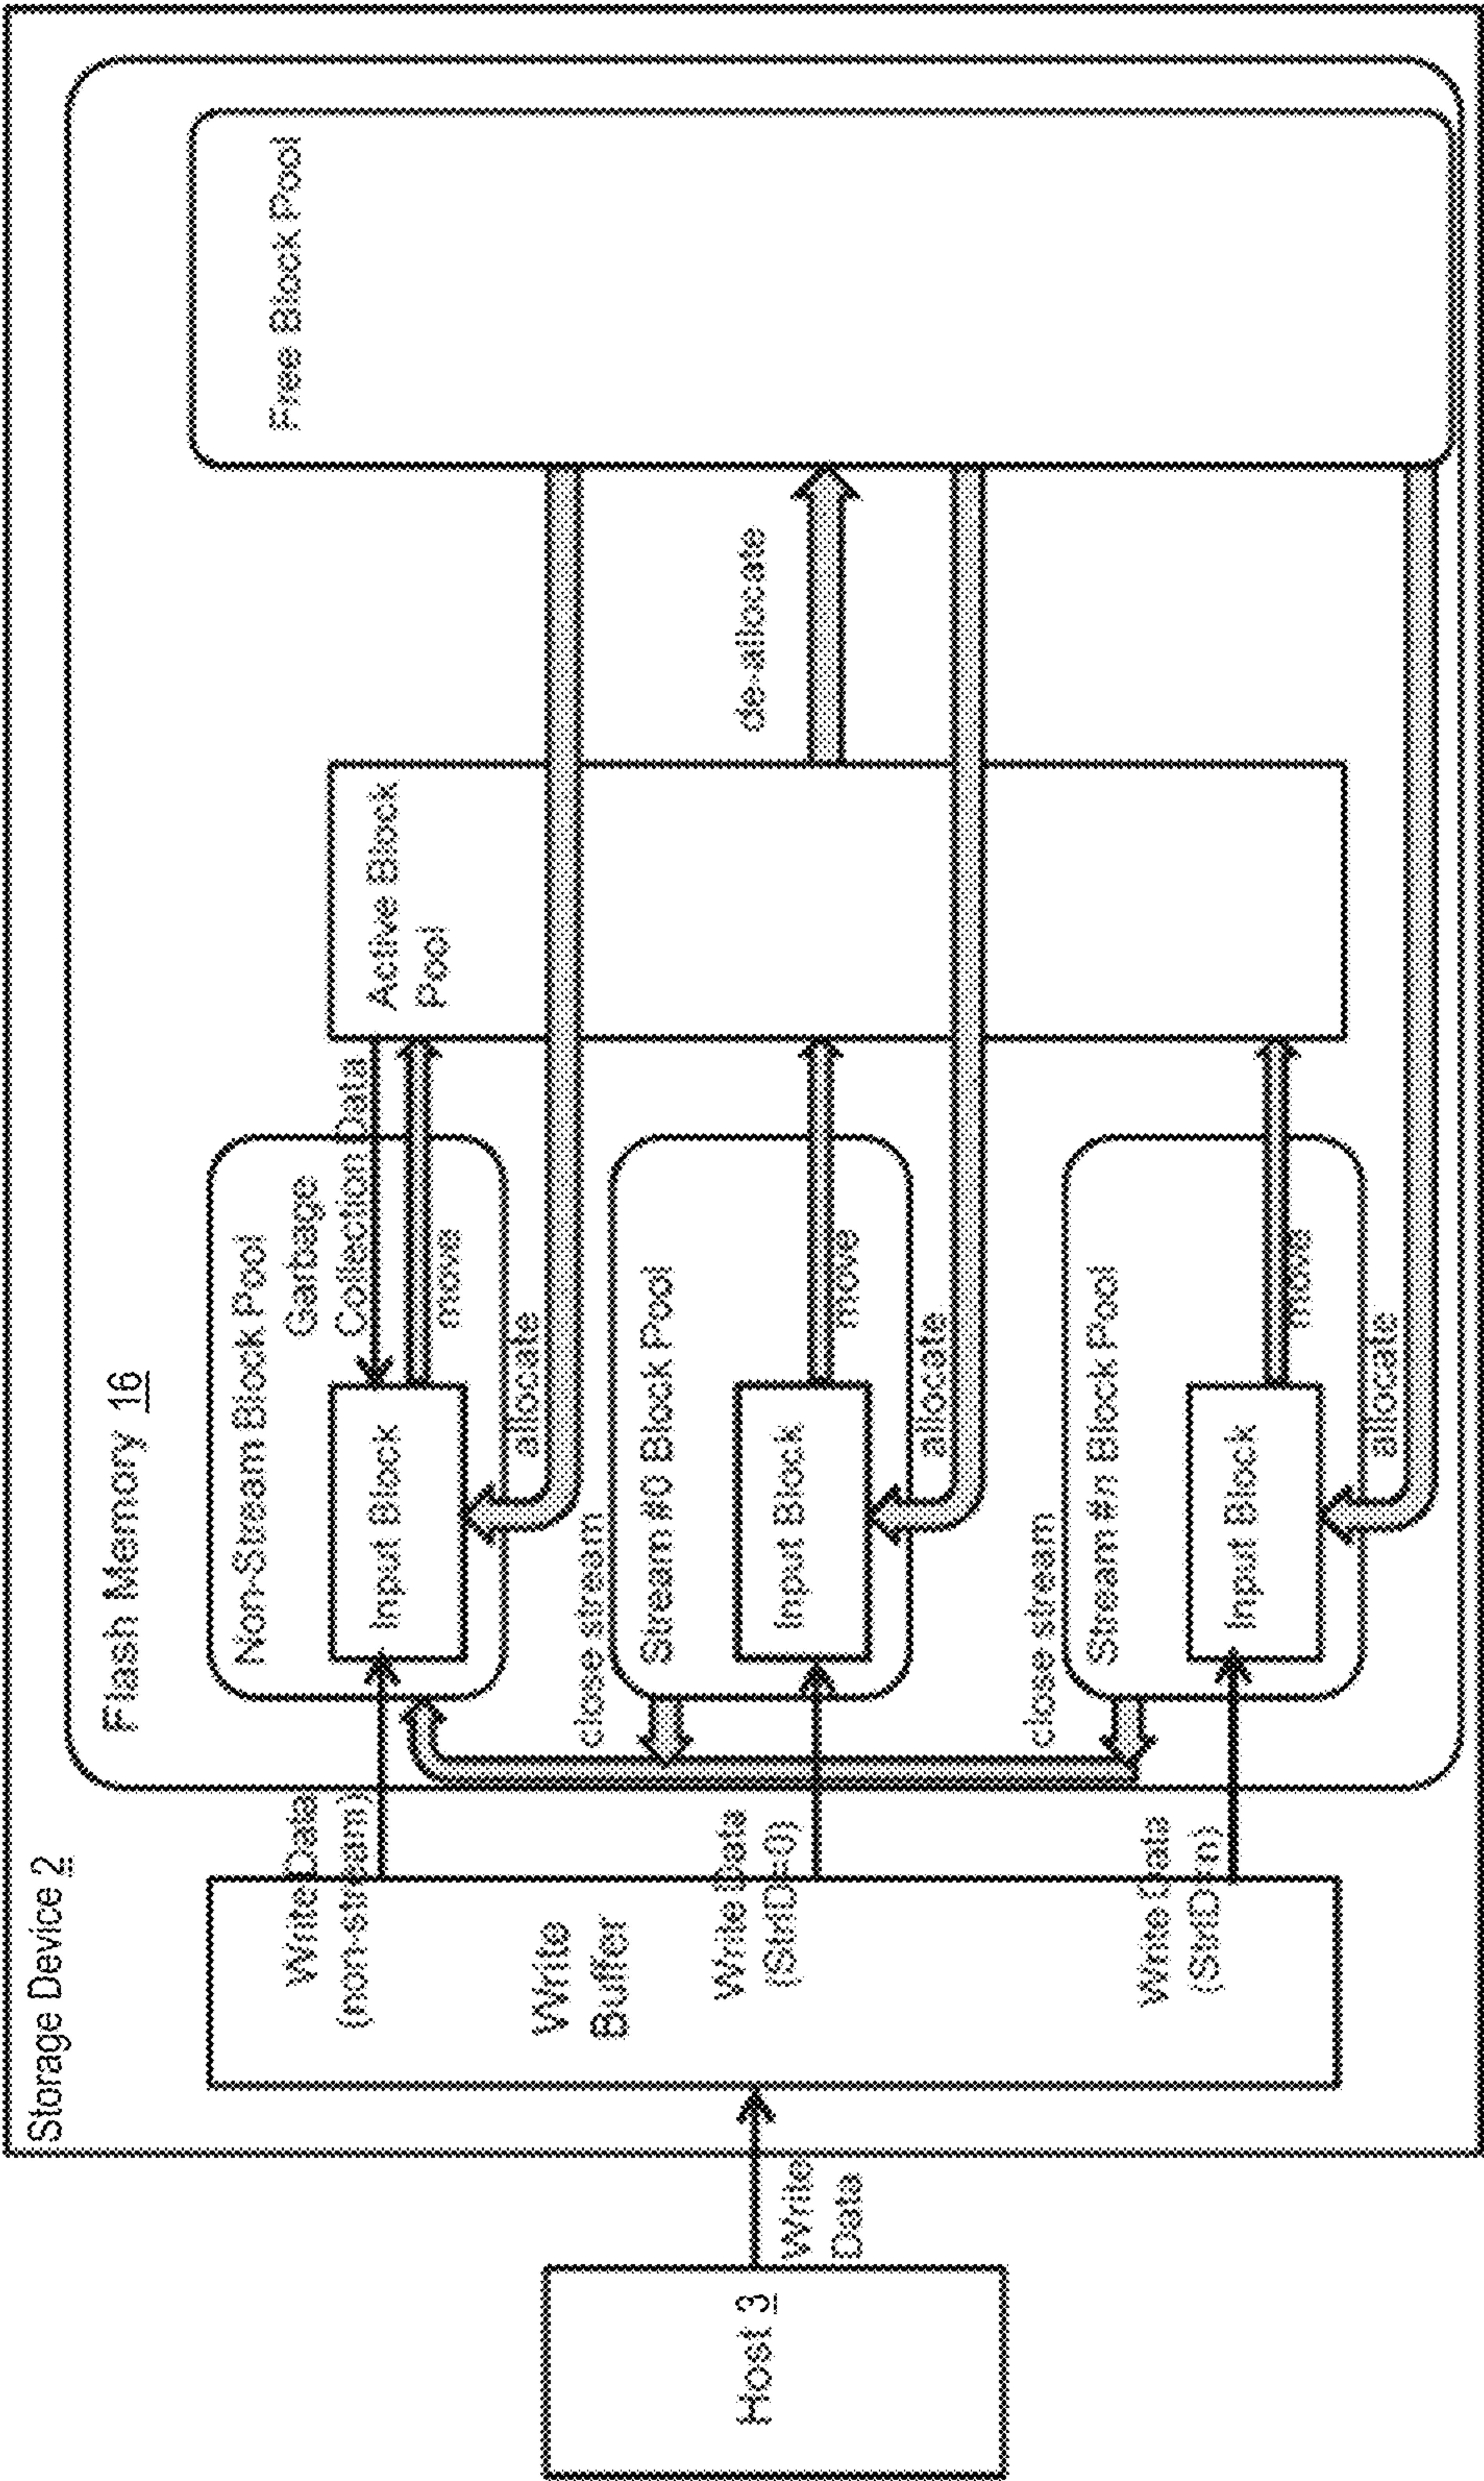 Storage Device 2
Flash Memory 16
Host 3
Write
Data
Write
Buffer
Write Data
(non-stream)
Write Data
(StrID=0)
Write Data
(StrID=n)
Non-Stream Block Pool
Garbage
Collection Data
Input Block
move
allocate
close stream
Stream #0 Block Pool
Input Block
move
allocate
close stream
Stream #n Block Pool
Input Block
move
allocate
Active Block
Pool
de-allocate
Free Block Pool